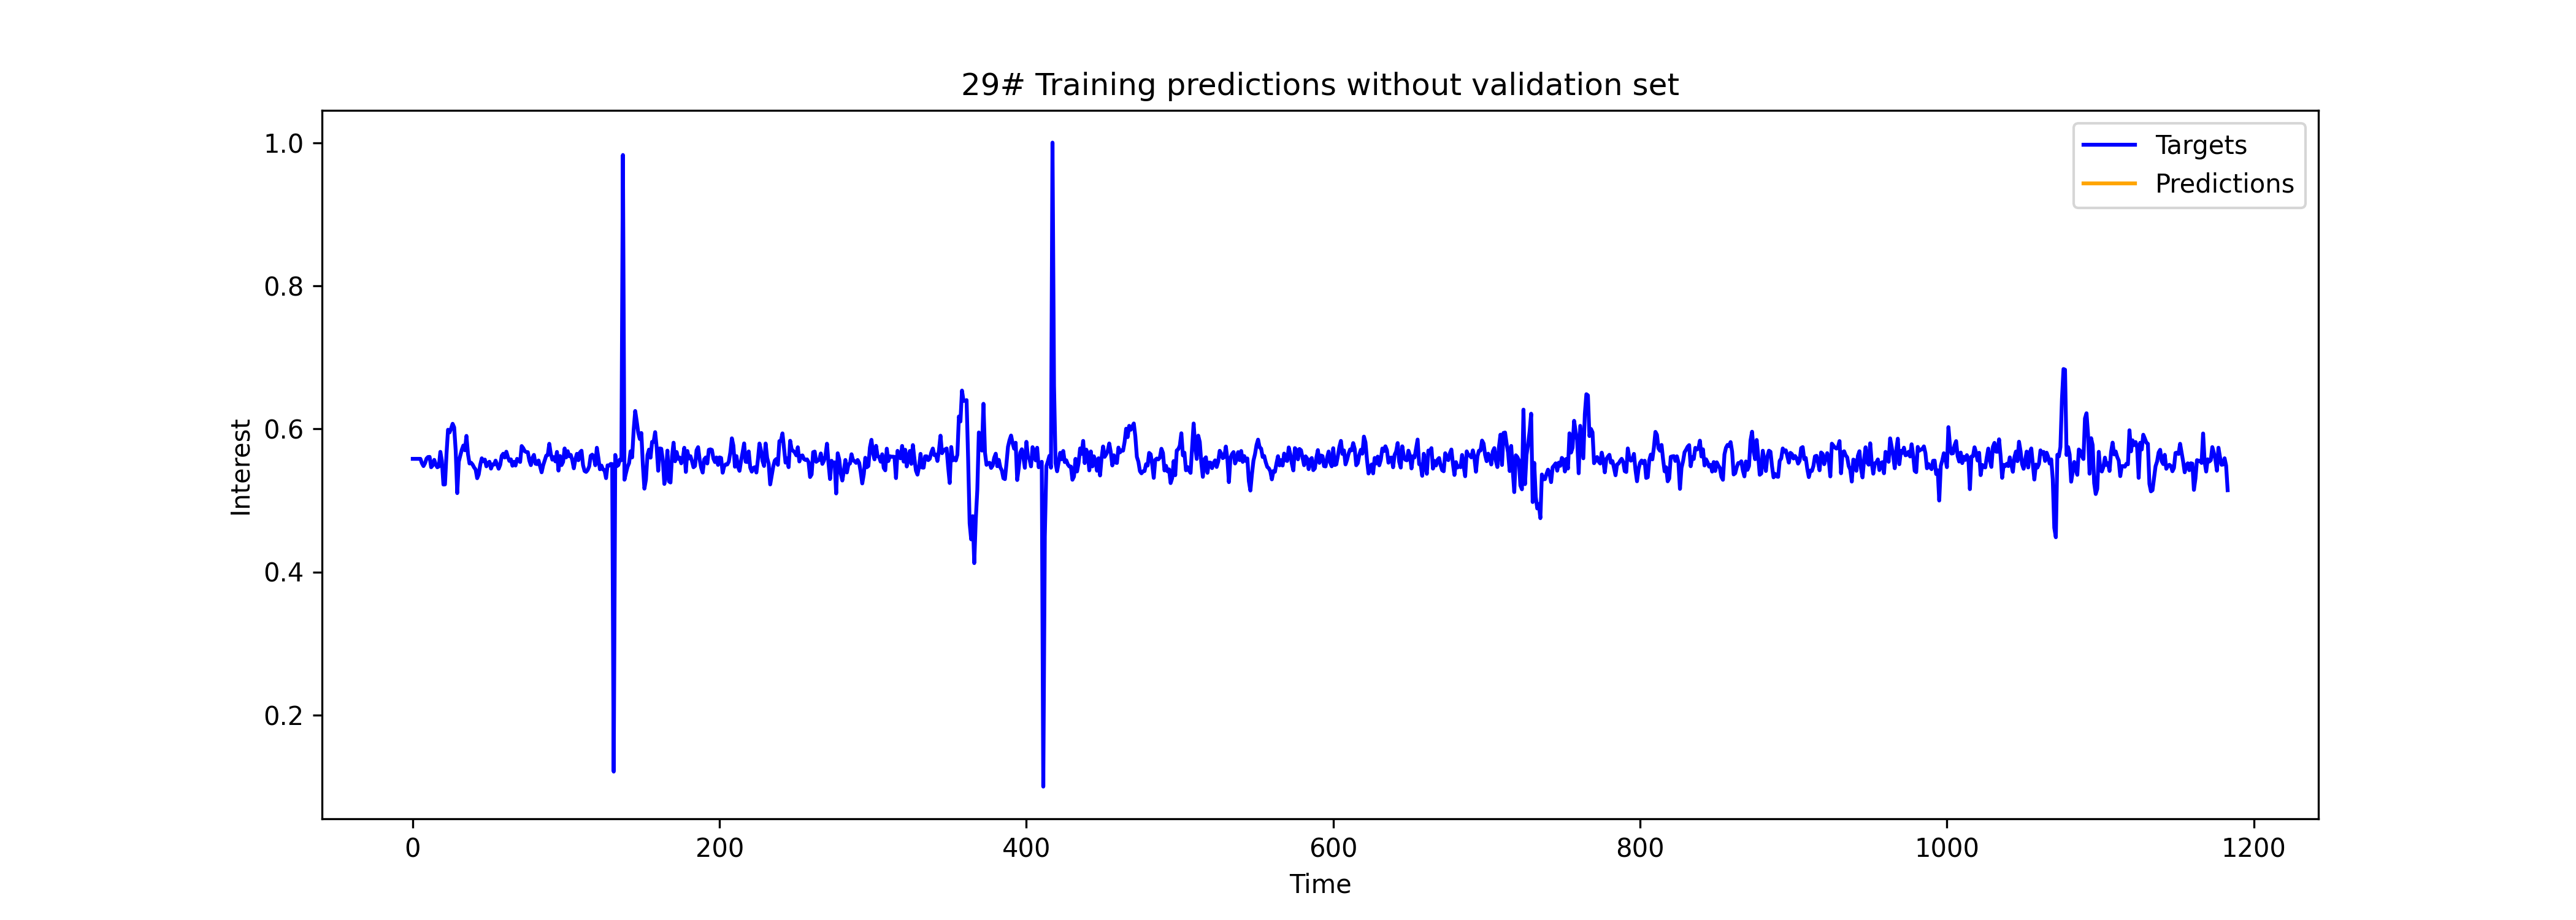 29# Training predictions without validation set
Targets
Predictions
1.0
0.8
0.6
0.4
0.2
Interest
0 200 400 600 800 1000 1200
Time